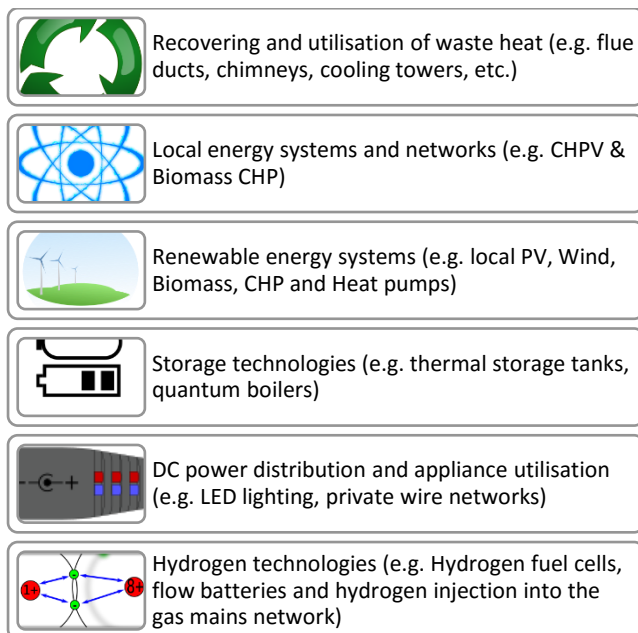 Recovering and utilisation of waste heat (e.g. flue
ducts, chimneys, cooling towers, etc.)
Local energy systems and networks (e.g. CHPV &
Biomass CHP)
Renewable energy systems (e.g. local PV, Wind,
Biomass, CHP and Heat pumps)
Storage technologies (e.g. thermal storage tanks,
quantum boilers)
DC power distribution and appliance utilisation
(e.g. LED lighting, private wire networks)
- +
Hydrogen technologies (e.g. Hydrogen fuel cells,
flow batteries and hydrogen injection into the
gas mains network)
1+ 8+